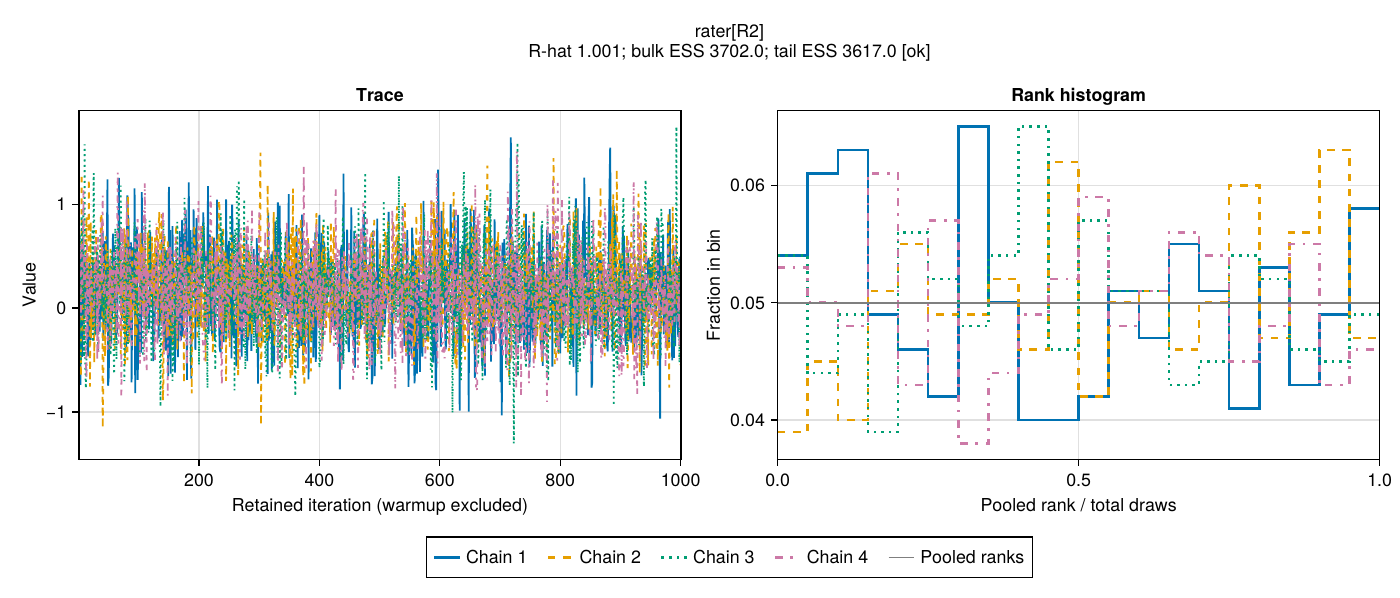 rater[R2]
R-hat 1.001; bulk ESS 3702.0; tail ESS 3617.0 [ok]
Trace
Value
1
0
−1
200
400
600
800
1000
Retained iteration (warmup excluded)
Rank histogram
Fraction in bin
0.06
0.05
0.04
0.0
0.5
1.0
Pooled rank / total draws
Chain 1
Chain 2
Chain 3
Chain 4
Pooled ranks